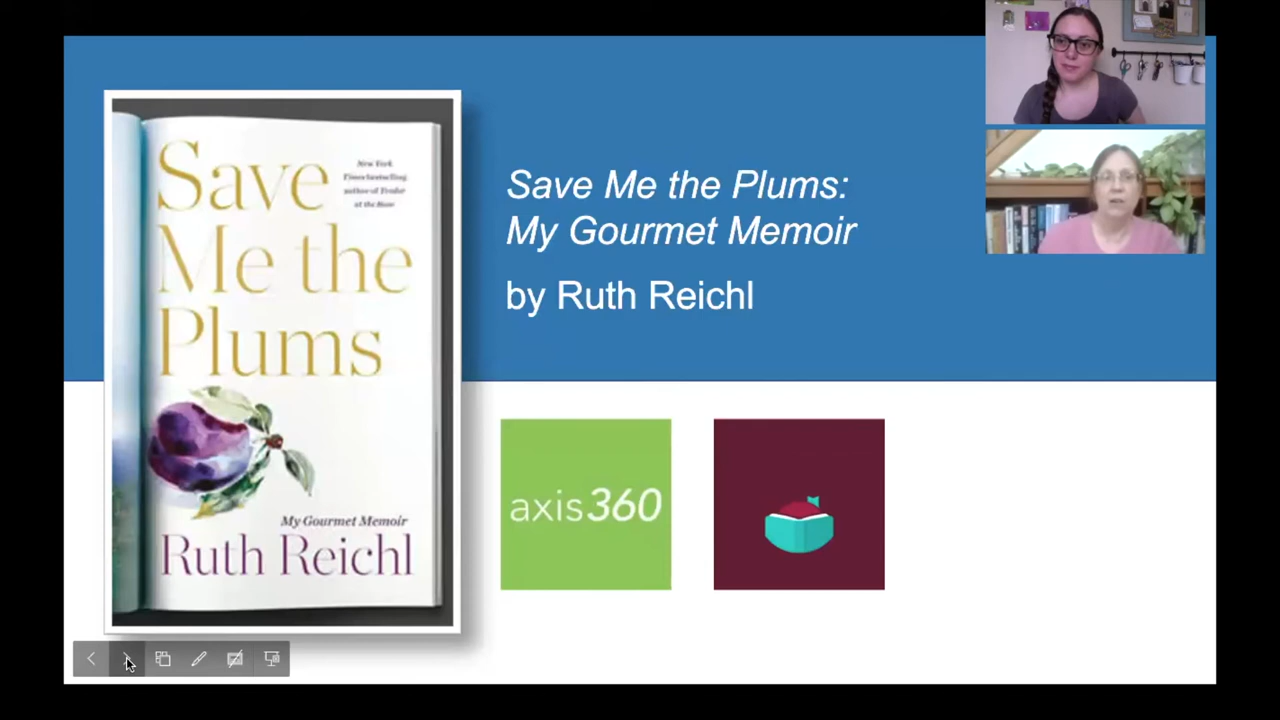 Save
Me the
Plums
New York
Times bestselling
author of Tender
at the Bone
My Gourmet Memoir
Ruth Reichl
Save Me the Plums:
My Gourmet Memoir
by Ruth Reichl
axis360